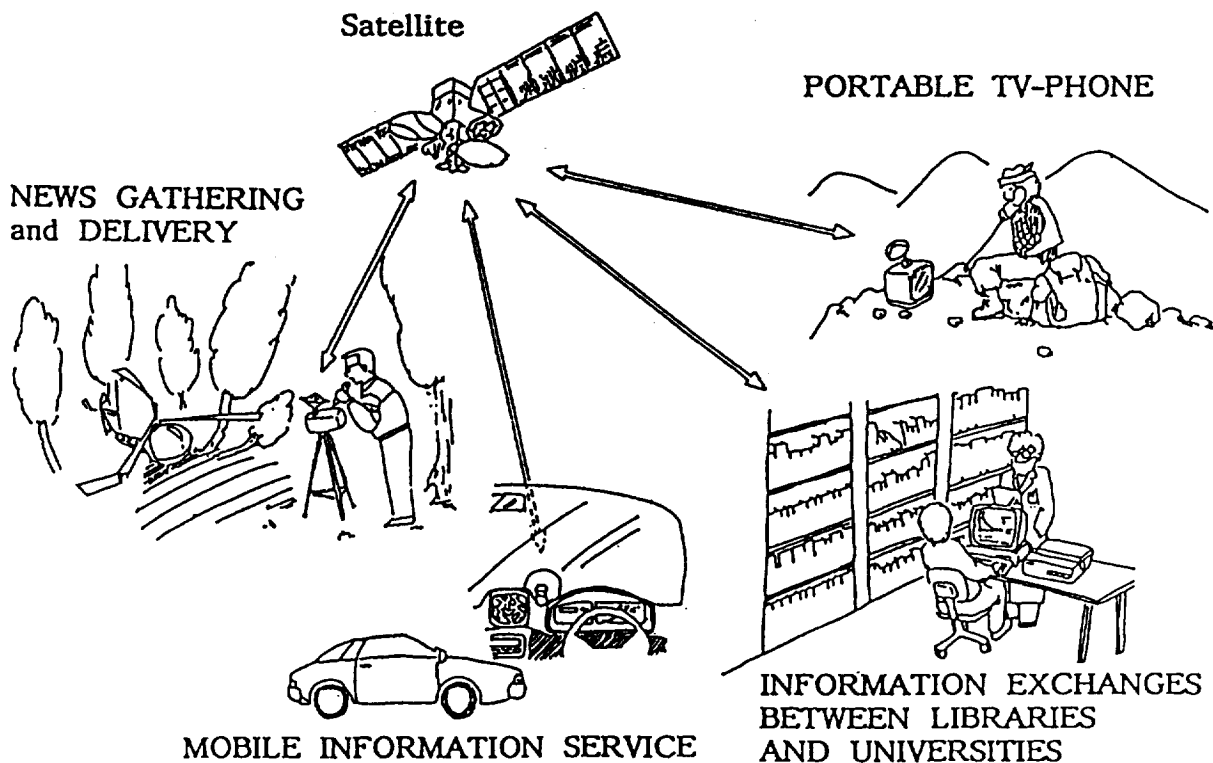 Satellite
PORTABLE TV-PHONE
NEWS GATHERING
and DELIVERY
MOBILE INFORMATION SERVICE
INFORMATION EXCHANGES
BETWEEN LIBRARIES
AND UNIVERSITIES